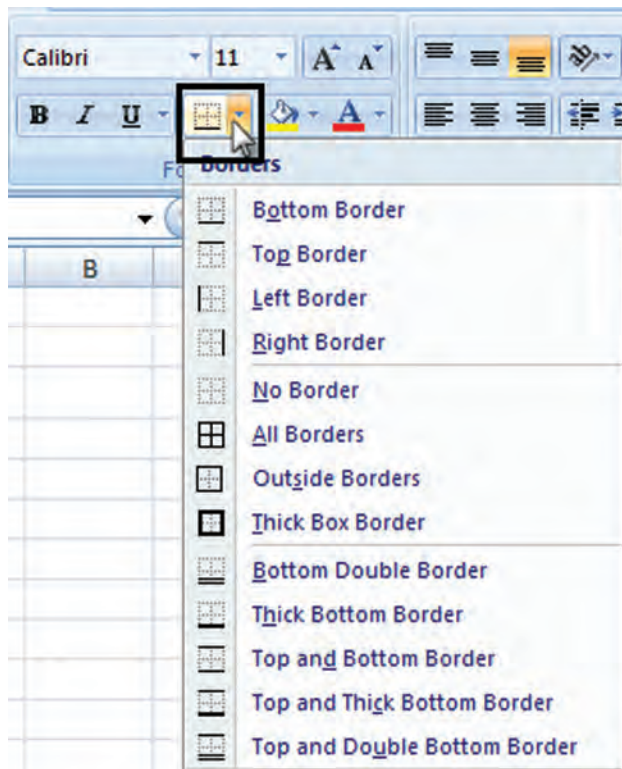 Calibri 11 A A
B I U A
Fo
Borders
B
Bottom Border
Top Border
Left Border
Right Border
No Border
All Borders
Outside Borders
Thick Box Border
Bottom Double Border
Thick Bottom Border
Top and Bottom Border
Top and Thick Bottom Border
Top and Double Bottom Border